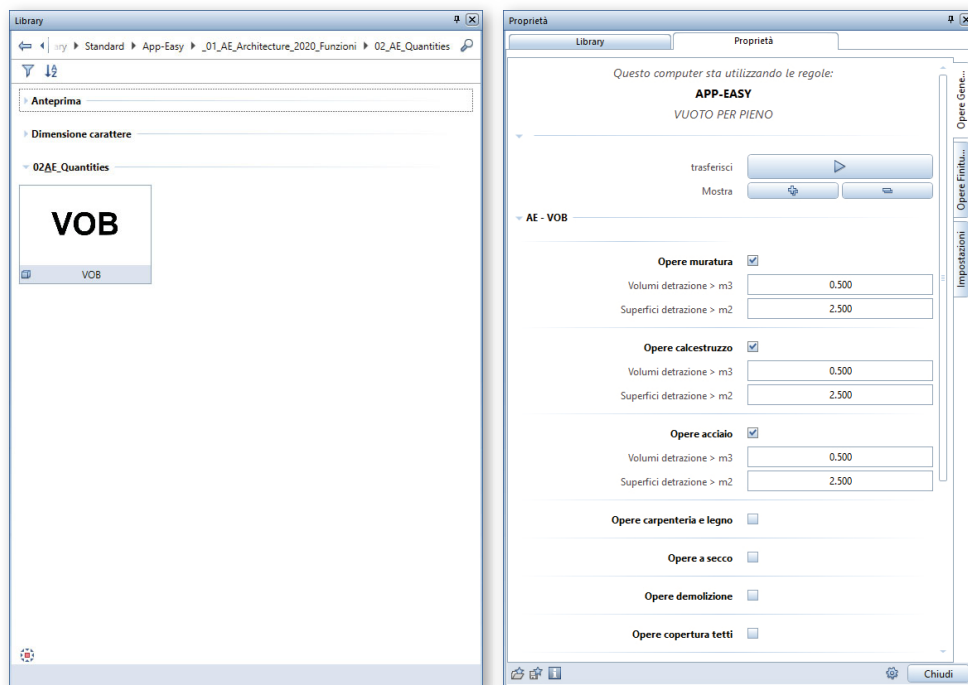 Library
ary Standard App-Easy _01_AE_Architecture_2020_Funzioni 02_AE_Quantities
Anteprima
Dimensione carattere
02AE_Quantities
VOB
VOB
Proprietà
Library Proprietà
Questo computer sta utilizzando le regole:
APP-EASY
VUOTO PER PIENO
trasferisci
Mostra
AE - VOB
Opere muratura
Volumi detrazione > m3 0.500
Superfici detrazione > m2 2.500
Opere calcestruzzo
Volumi detrazione > m3 0.500
Superfici detrazione > m2 2.500
Opere acciaio
Volumi detrazione > m3 0.500
Superfici detrazione > m2 2.500
Opere carpenteria e legno
Opere a secco
Opere demolizione
Opere copertura tetti
Opere Gene...
Opere Finitu...
Impostazioni
Chiudi